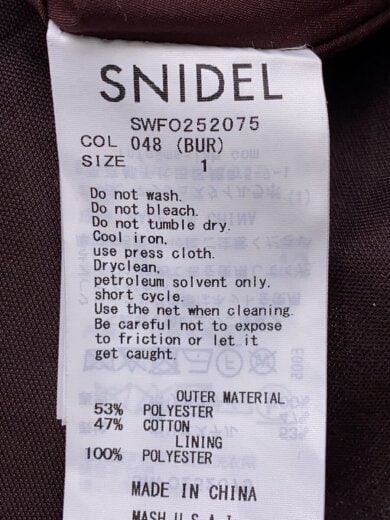 SNIDEL
SWFO252075
COL 048 (BUR)
SIZE 1
Do not wash.
Do not bleach.
Do not tumble dry.
Cool iron,
use press cloth.
Dryclean,
petroleum solvent only.
short cycle.
Use the net when cleaning.
Be careful not to expose
to friction or let it
get caught.
OUTER MATERIAL
53% POLYESTER
47% COTTON
LINING
100% POLYESTER
MADE IN CHINA
MASH U.S.A